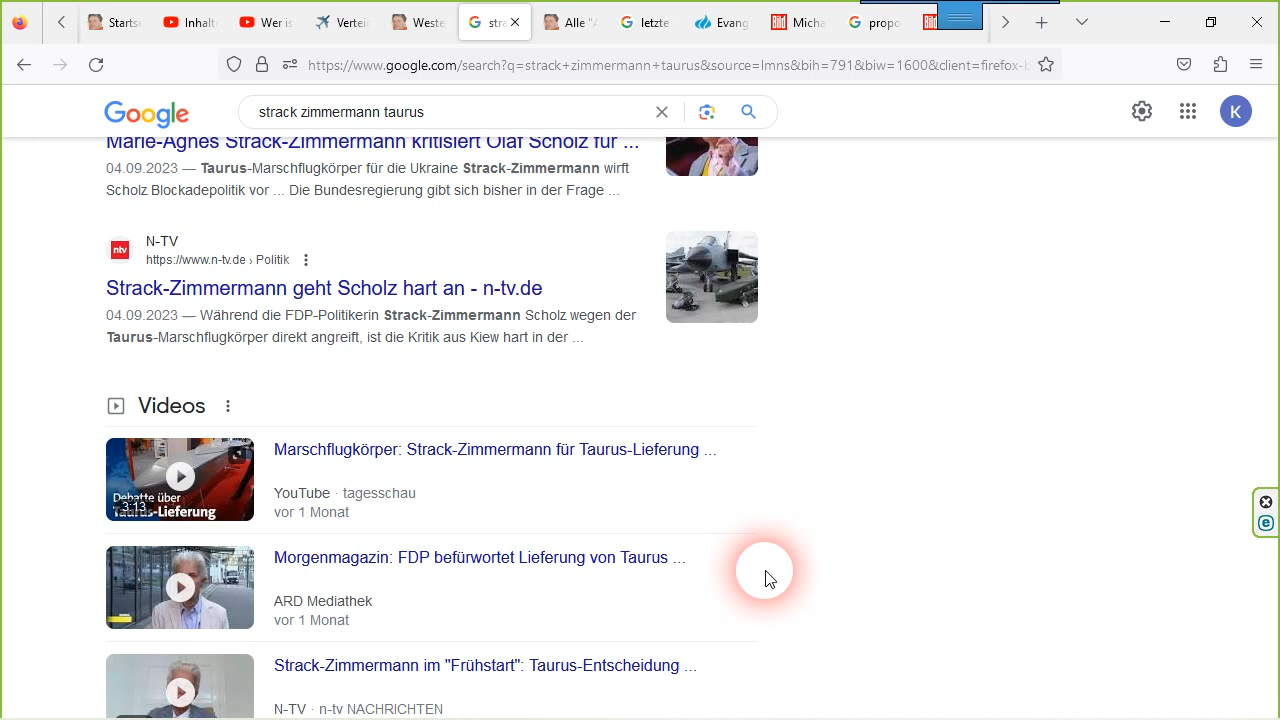 Starts
Inhalt
Wer is
Verteid
Weste
stra
Alle "A
letzte
Evang
Bild
Micha
propo
Bild
https://www.google.com/search?q=strack+zimmermann+taurus&source=lmns&bih=791&biw=1600&client=firefox-b
Google
strack zimmermann taurus
K
Marie-Agnes Strack-Zimmermann kritisiert Olaf Scholz für ...
04.09.2023 — Taurus-Marschflugkörper für die Ukraine Strack-Zimmermann wirft
Scholz Blockadepolitik vor ... Die Bundesregierung gibt sich bisher in der Frage ...
ntv
N-TV
https://www.n-tv.de › Politik
Strack-Zimmermann geht Scholz hart an - n-tv.de
04.09.2023 — Während die FDP-Politikerin Strack-Zimmermann Scholz wegen der
Taurus-Marschflugkörper direkt angreift, ist die Kritik aus Kiew hart in der ...
Videos
Marschflugkörper: Strack-Zimmermann für Taurus-Lieferung ...
Debatte über
3:13
Taurus-Lieferung
YouTube · tagesschau
vor 1 Monat
Morgenmagazin: FDP befürwortet Lieferung von Taurus ...
ARD Mediathek
vor 1 Monat
Strack-Zimmermann im "Frühstart": Taurus-Entscheidung ...
N-TV · n-tv NACHRICHTEN